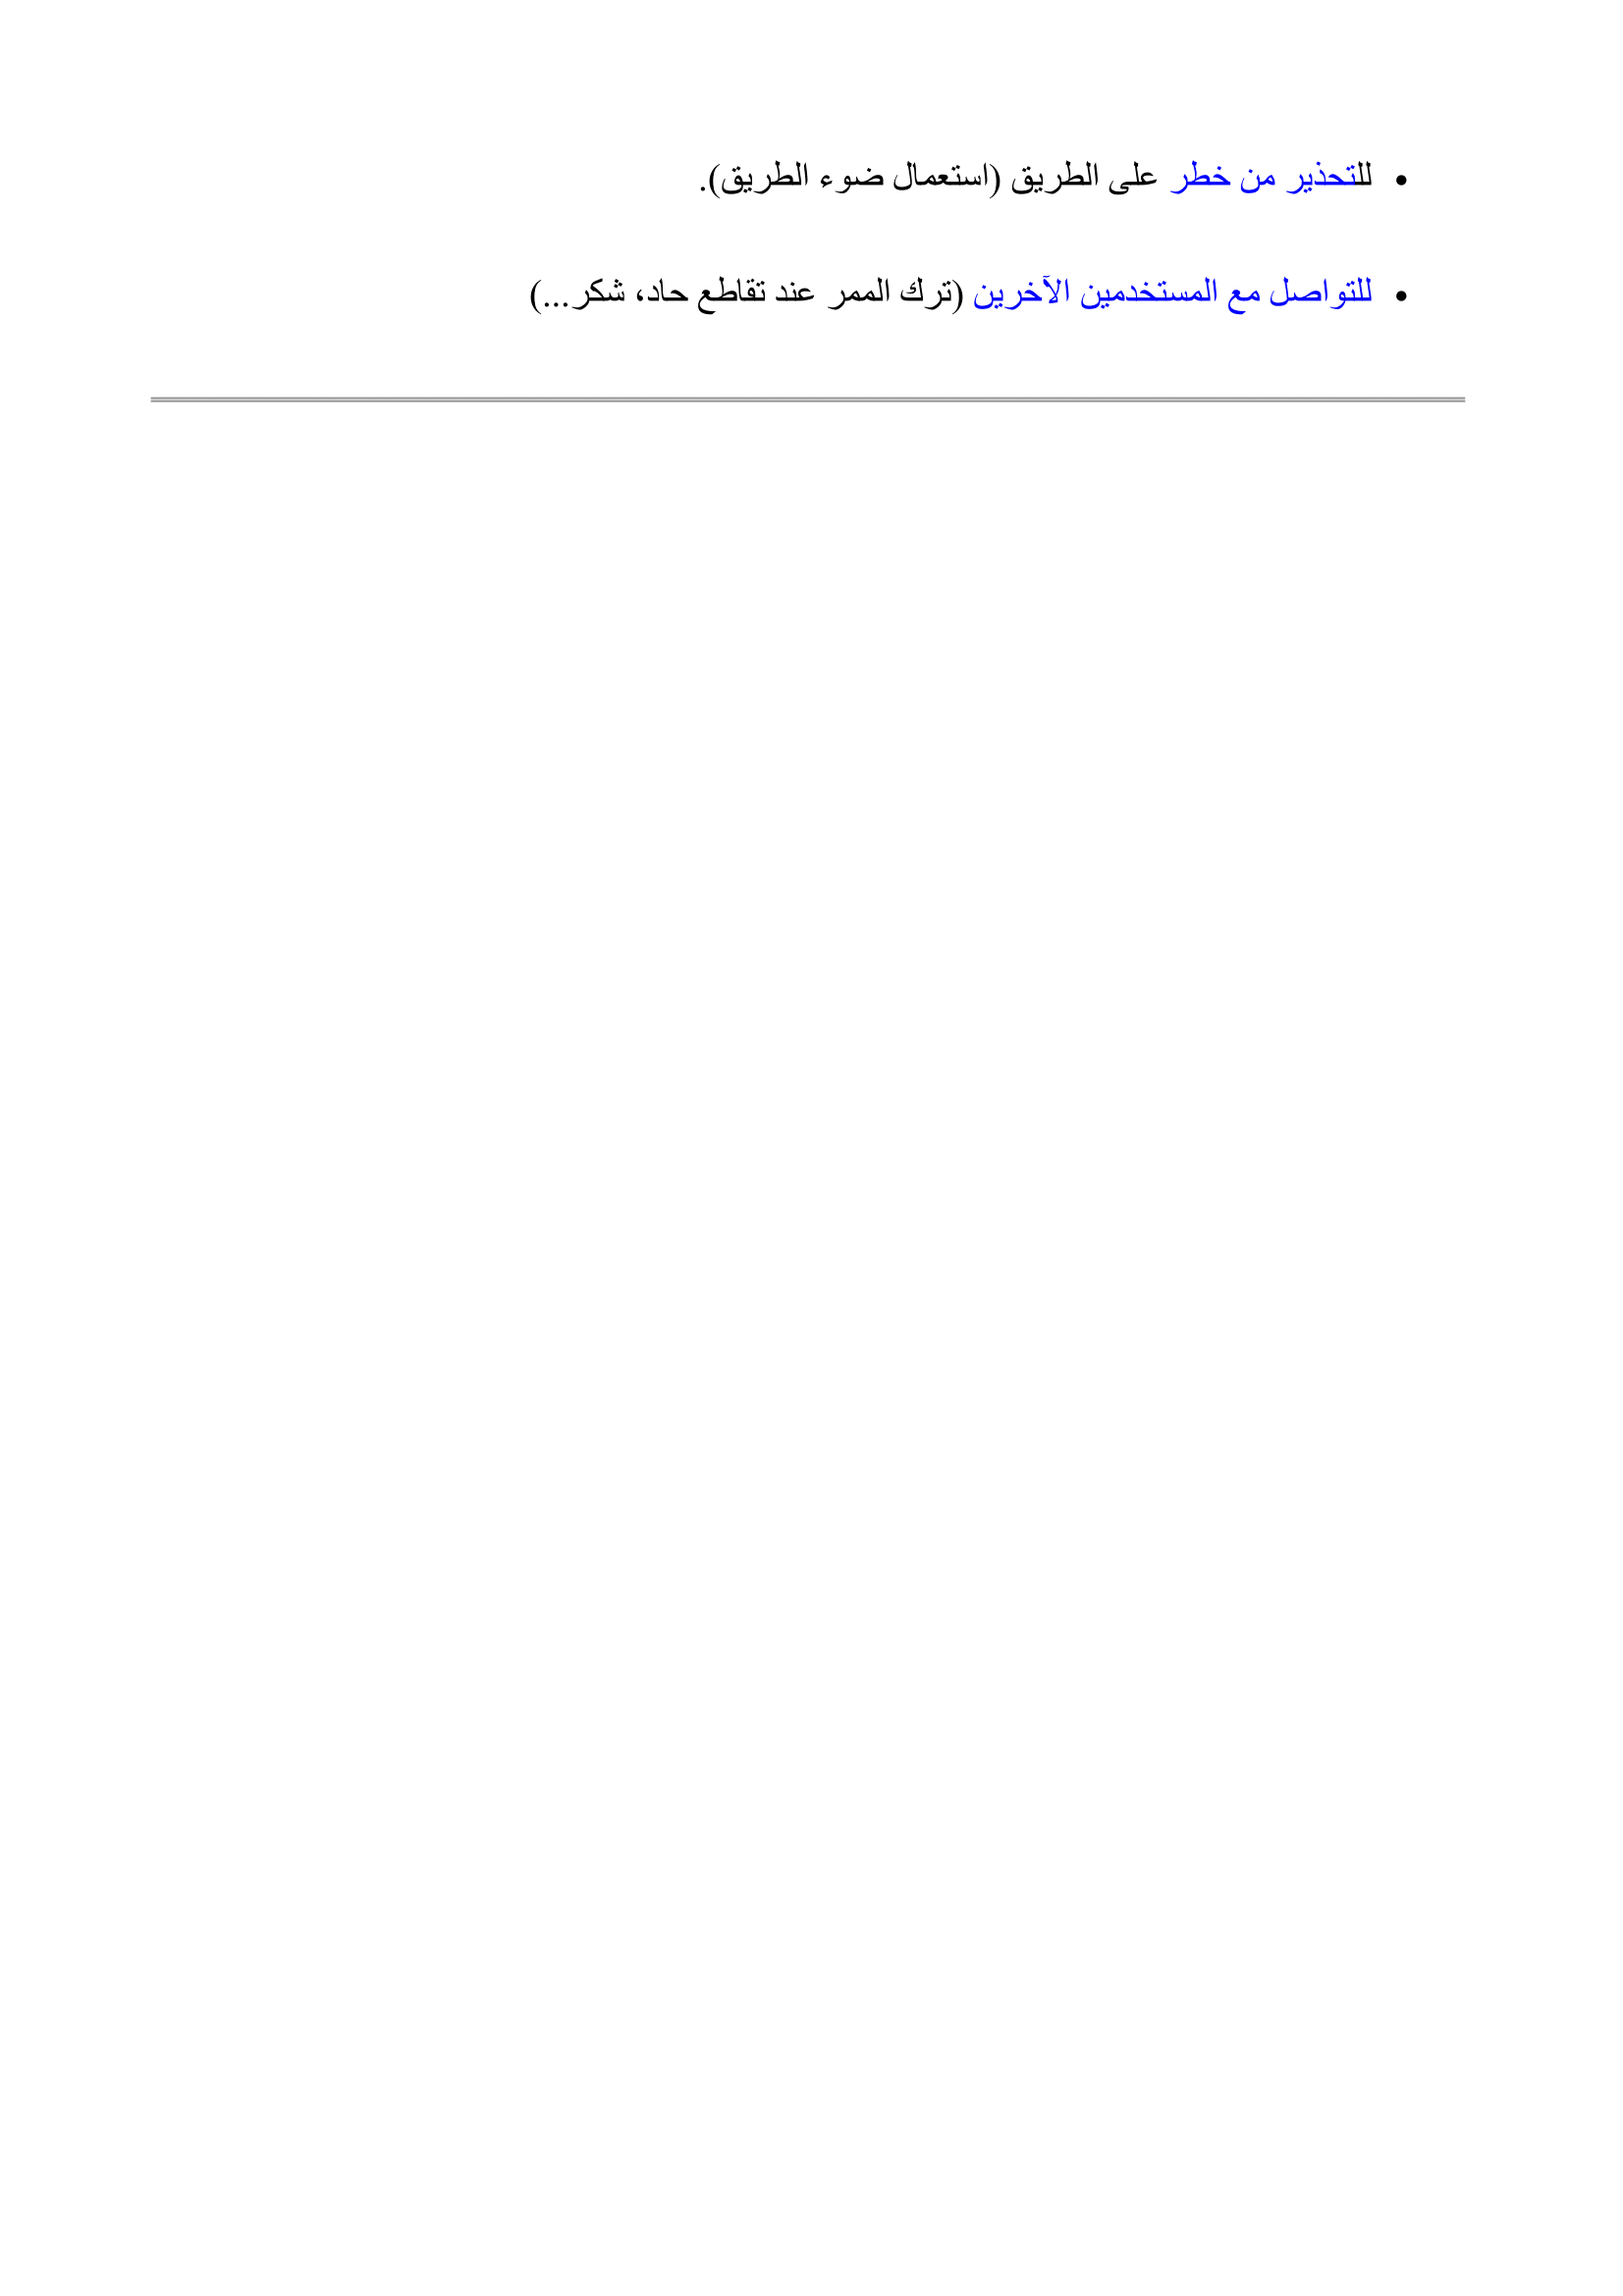 • للتحذير من خطر على الطريق (استعمال ضوء الطريق).
• للتواصل مع المستخدمين الآخرين (ترك الممر عند تقاطع حاد، شكر...)